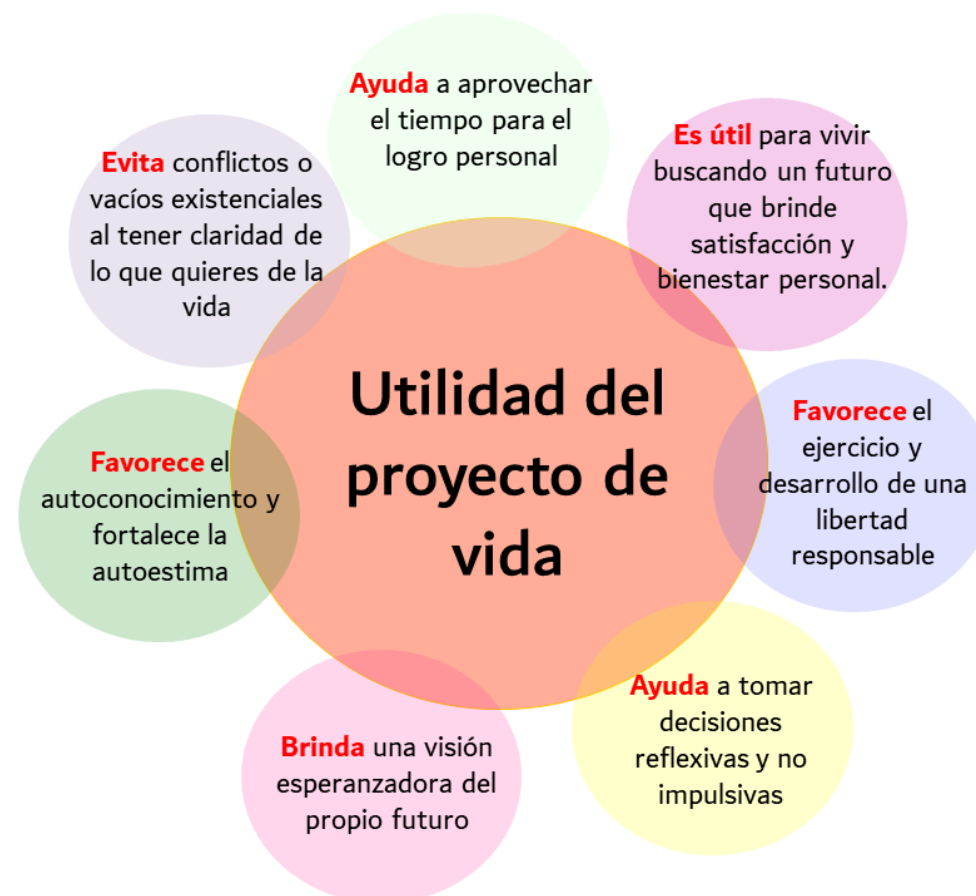 Ayuda a aprovechar
el tiempo para el
logro personal
Es útil para vivir
buscando un futuro
que brinde
satisfacción y
bienestar personal.
Evita conflictos o
vacíos existenciales
al tener claridad de
lo que quieres de la
vida
Utilidad del
proyecto de
vida
Favorece el
ejercicio y
desarrollo de una
libertad
responsable
Favorece el
autoconocimiento y
fortalece la
autoestima
Ayuda a tomar
decisiones
reflexivas y no
impulsivas
Brinda una visión
esperanzadora del
propio futuro